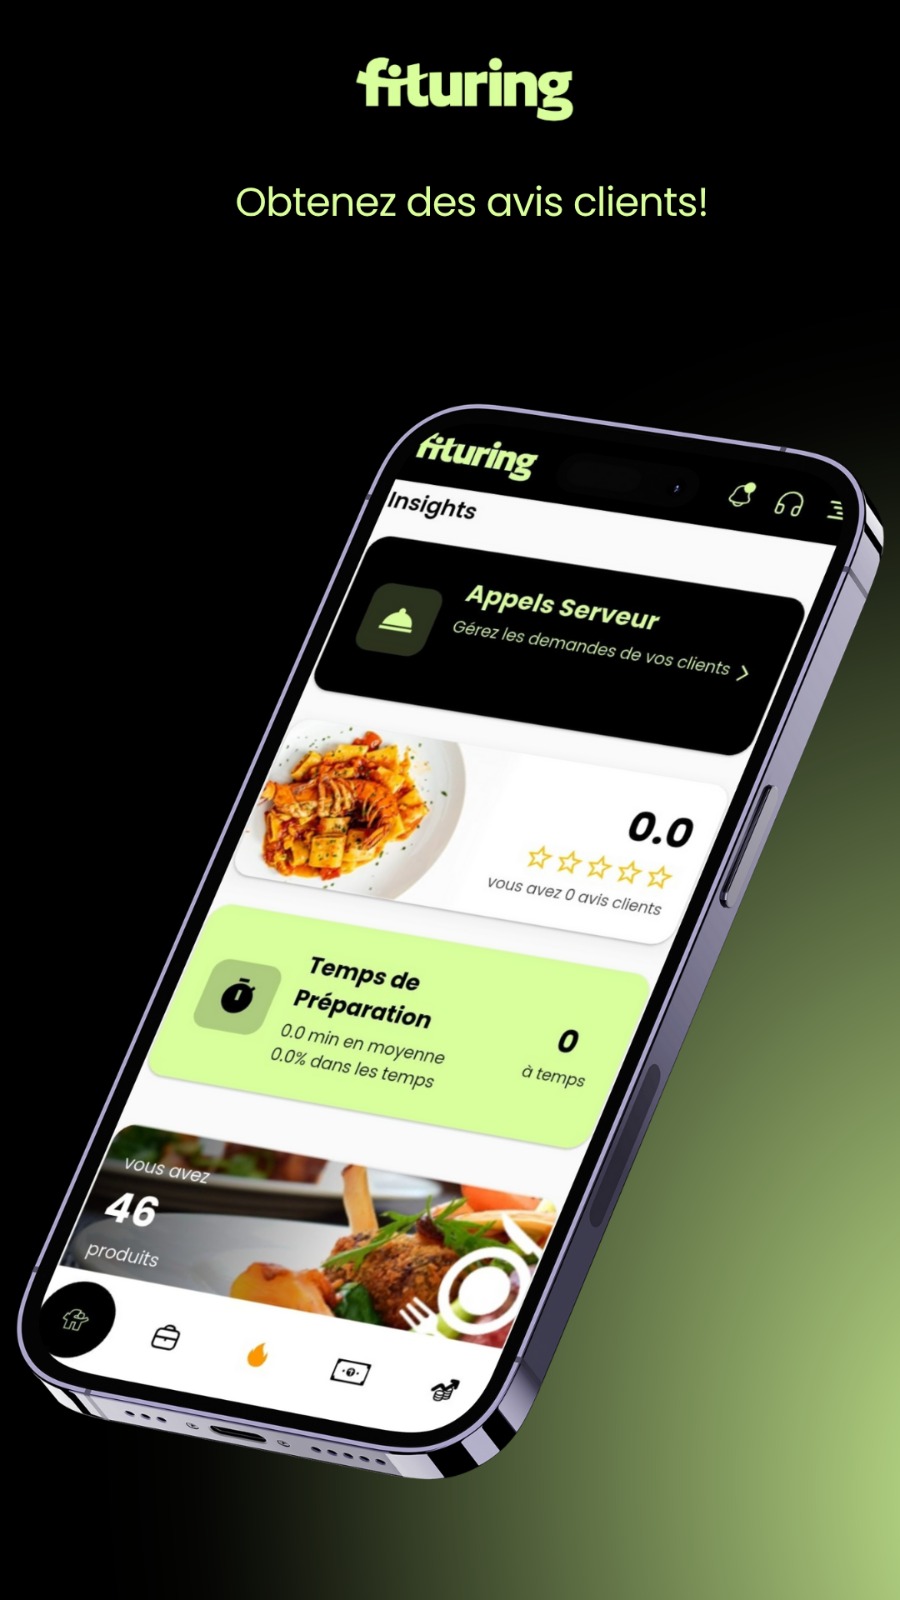 fituring
Obtenez des avis clients!
fituring
Insights
Appels Serveur
Gérez les demandes de vos clients
0.0
vous avez 0 avis clients
Temps de
Préparation
0.0 min en moyenne
0.0% dans les temps
0
à temps
vous avez
46
produits